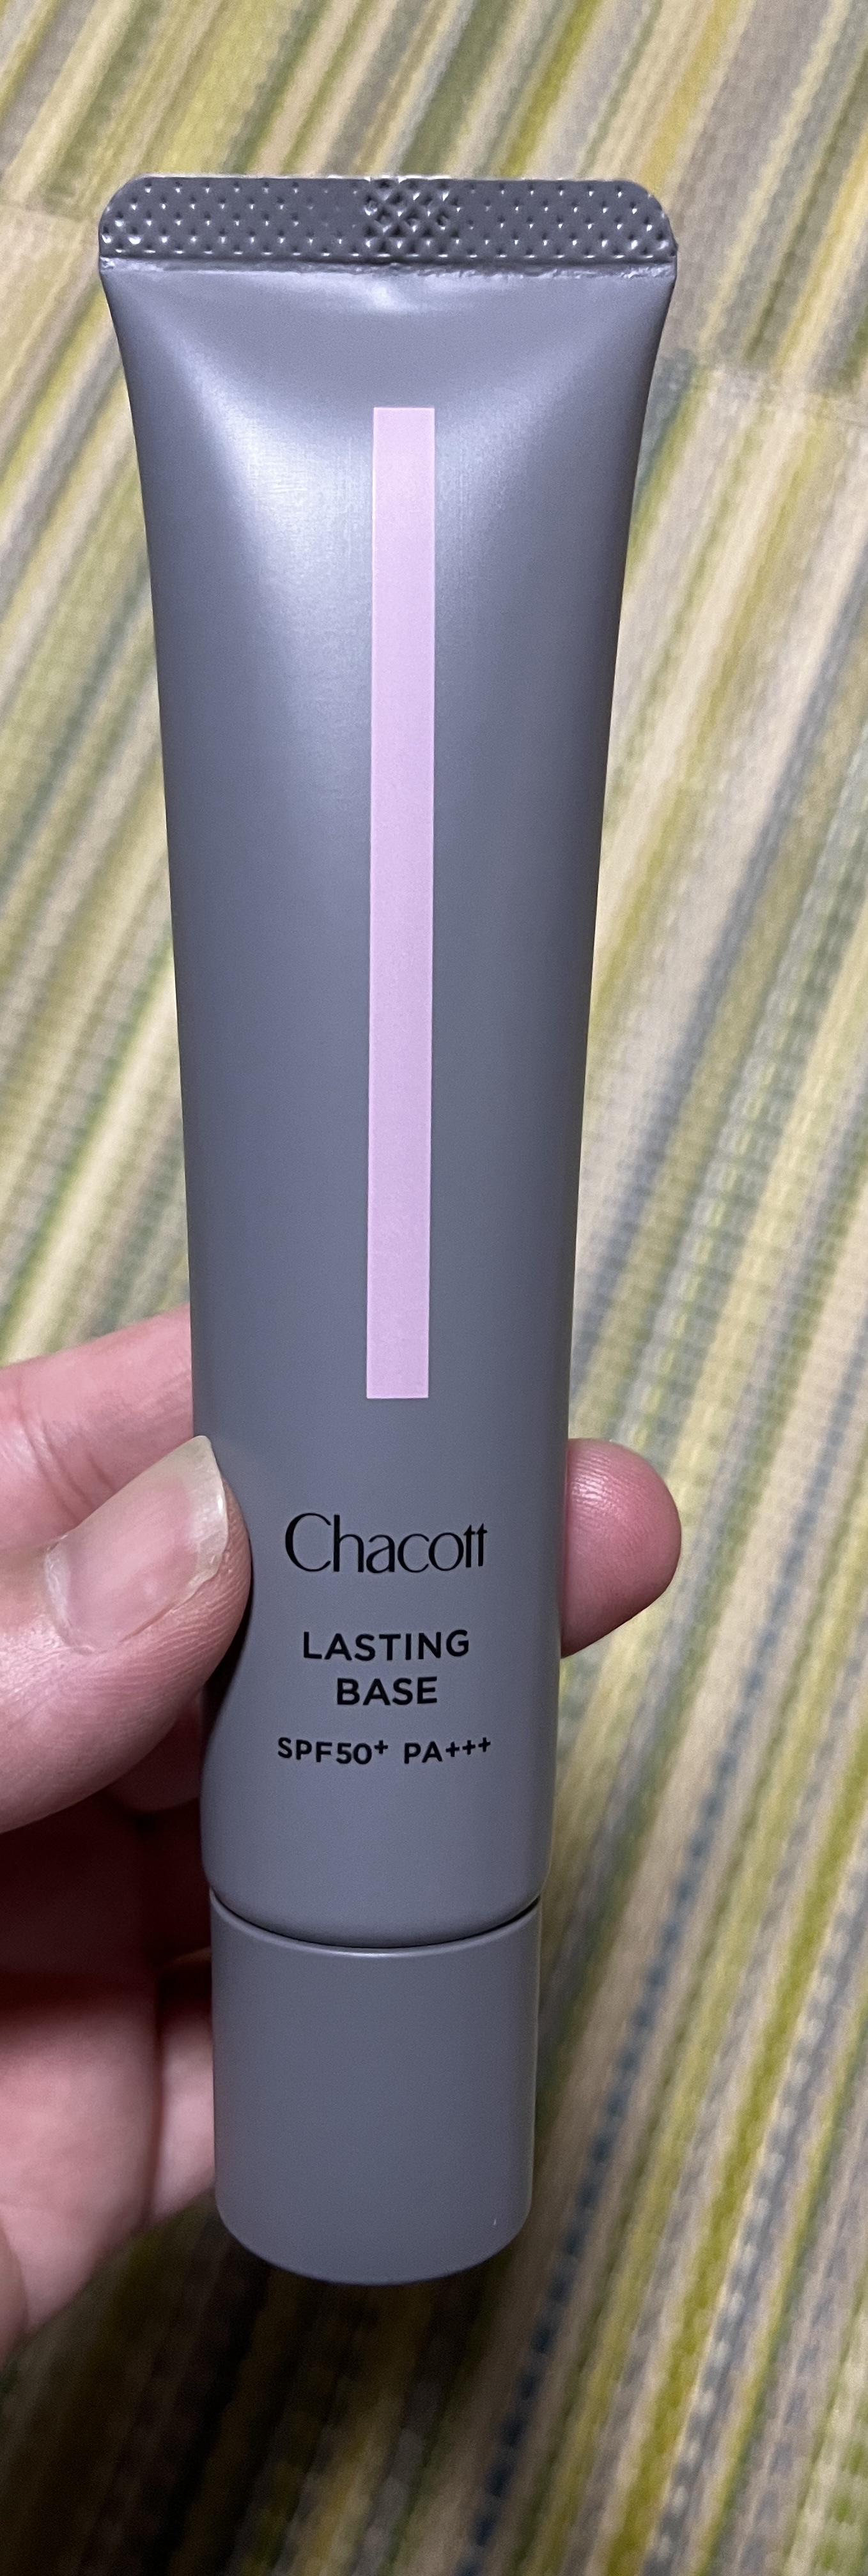 Chacott
LASTING
BASE
SPF50+ PA+++